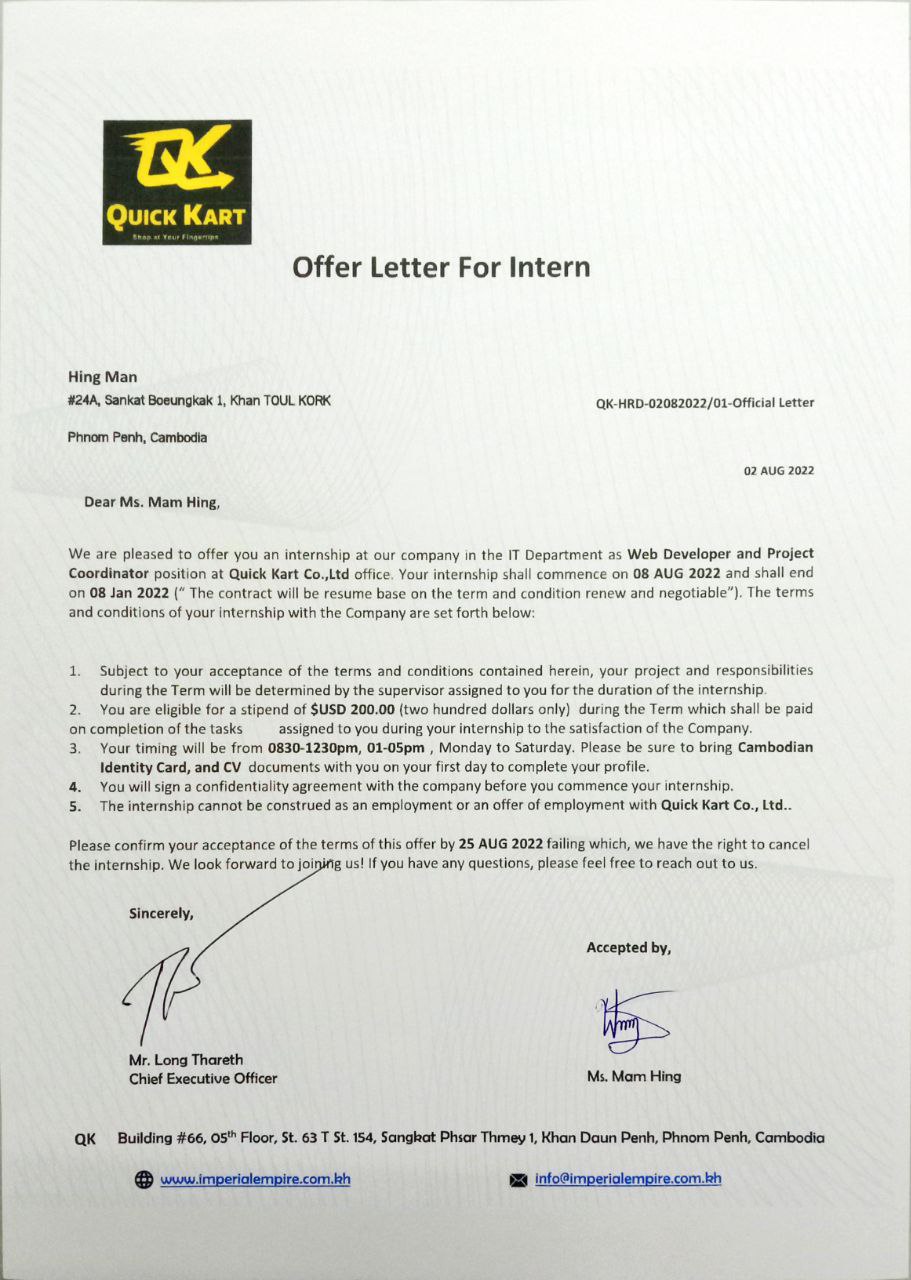 QK
QUICK KART
Shop at Your Fingertips
Offer Letter For Intern
Hing Man
#24A, Sankat Boeungkak 1, Khan TOUL KORK
QK-HRD-02082022/01-Official Letter
Phnom Penh, Cambodia
02 AUG 2022
Dear Ms. Mam Hing,
We are pleased to offer you an internship at our company in the IT Department as Web Developer and Project
Coordinator position at Quick Kart Co.,Ltd office. Your internship shall commence on 08 AUG 2022 and shall end
on 08 Jan 2022 (“ The contract will be resume base on the term and condition renew and negotiable”). The terms
and conditions of your internship with the Company are set forth below:
1. Subject to your acceptance of the terms and conditions contained herein, your project and responsibilities
during the Term will be determined by the supervisor assigned to you for the duration of the internship.
2. You are eligible for a stipend of $USD 200.00 (two hundred dollars only) during the Term which shall be paid
on completion of the tasks assigned to you during your internship to the satisfaction of the Company.
3. Your timing will be from 0830-1230pm, 01-05pm , Monday to Saturday. Please be sure to bring Cambodian
Identity Card, and CV documents with you on your first day to complete your profile.
4. You will sign a confidentiality agreement with the company before you commence your internship.
5. The internship cannot be construed as an employment or an offer of employment with Quick Kart Co., Ltd..
Please confirm your acceptance of the terms of this offer by 25 AUG 2022 failing which, we have the right to cancel
the internship. We look forward to joining us! If you have any questions, please feel free to reach out to us.
Sincerely,
Accepted by,
Mr. Long Thareth
Chief Executive Officer
Ms. Mam Hing
QK Building #66, 05th Floor, St. 63 T St. 154, Sangkat Phsar Thmey 1, Khan Daun Penh, Phnom Penh, Cambodia
www.imperialempire.com.kh
info@imperialempire.com.kh